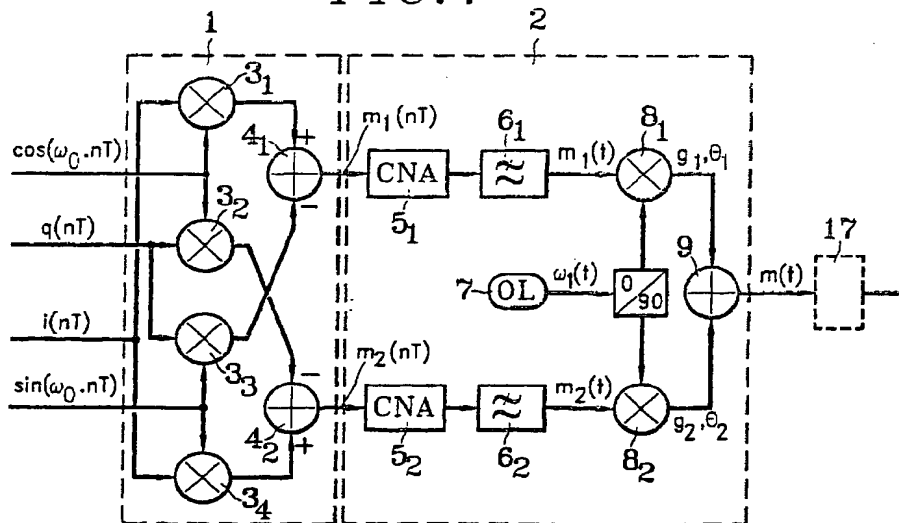 1
2
3₁
cos(ω₀.nT)
4₁
+
−
m₁(nT)
CNA
5₁
6₁
m₁(t)
8₁
g₁,θ₁
3₂
q(nT)
17
7
OL
ω₁(t)
0
90
9
m(t)
i(nT)
3₃
sin(ω₀.nT)
−
+
4₂
m₂(nT)
CNA
5₂
6₂
m₂(t)
8₂
g₂,θ₂
3₄